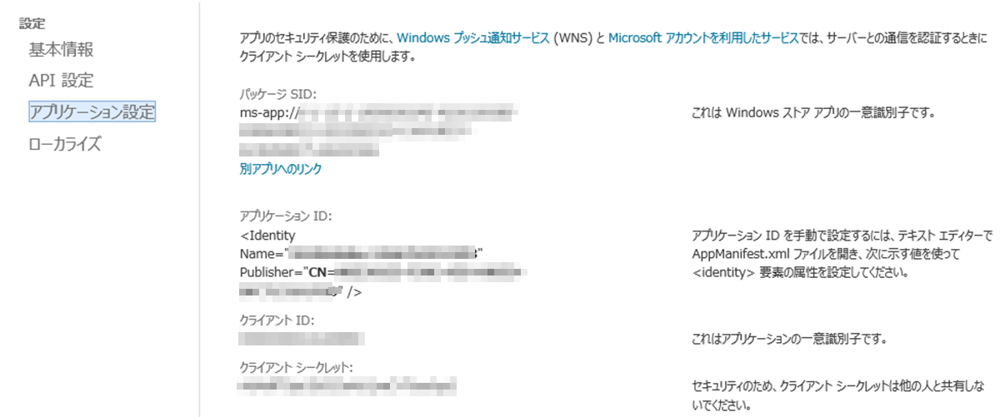 設定
基本情報
API 設定
アプリケーション設定
ローカライズ
アプリのセキュリティ保護のために、Windows プッシュ通知サービス (WNS) と Microsoft アカウントを利用したサービスでは、サーバーとの通信を認証するときに
クライアント シークレットを使用します。
パッケージ SID:
ms-app://
これは Windows ストア アプリの一意識別子です。
別アプリへのリンク
アプリケーション ID:
<Identity
Name=" "
Publisher="CN=
" />
アプリケーション ID を手動で設定するには、テキスト エディターで
AppManifest.xml ファイルを開き、次に示す値を使って
<identity> 要素の属性を設定してください。
クライアント ID:
これはアプリケーションの一意識別子です。
クライアント シークレット:
セキュリティのため、クライアント シークレットは他の人と共有しな
いでください。